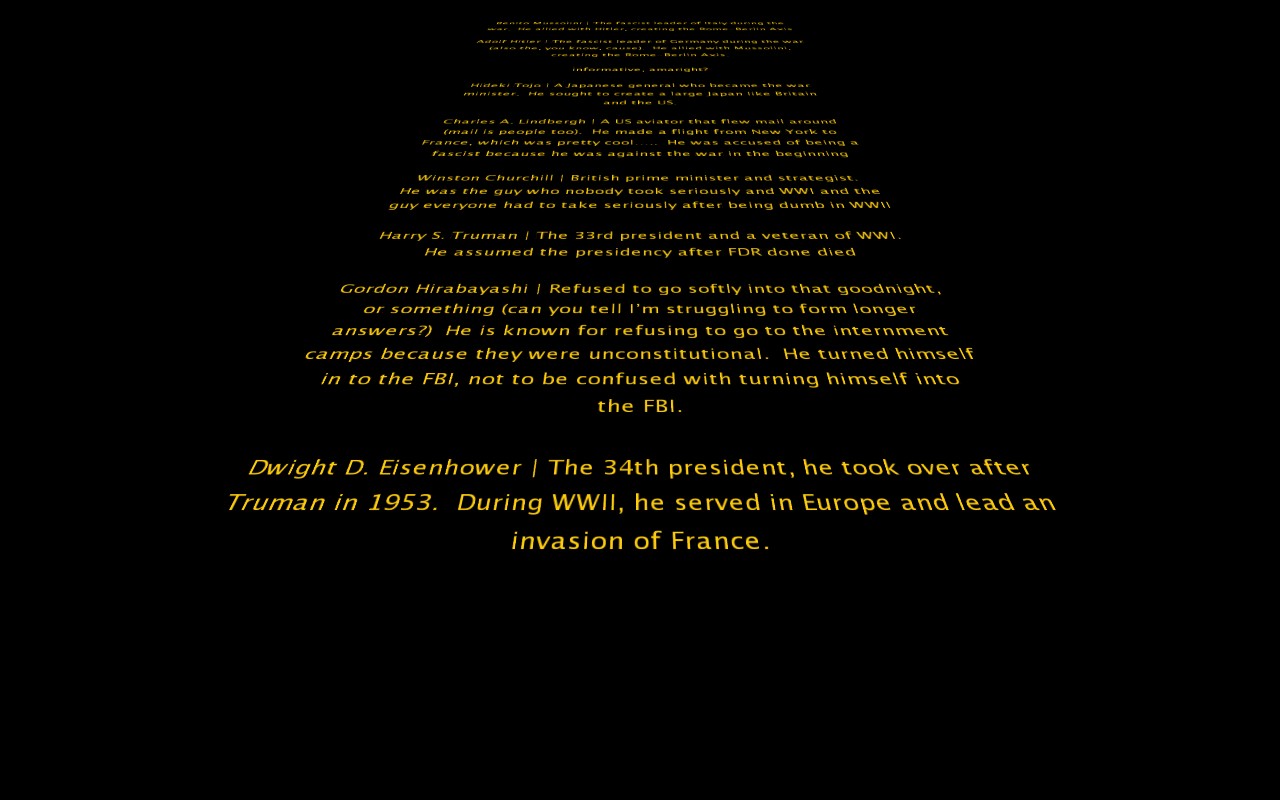 Benito Mussolini | The fascist leader of Italy during the
war. He allied with Hitler, creating the Rome Berlin Axis
Adolf Hitler | The fascist leader of Germany during the war
(also the, you know, cause). He allied with Mussolini,
creating the Rome Berlin Axis.
informative, amaright?
Hideki Tojo | A Japanese general who became the war
minister. He sought to create a large Japan like Britain
and the US.
Charles A. Lindbergh | A US aviator that flew mail around
(mail is people too). He made a flight from New York to
France, which was pretty cool..... He was accused of being a
fascist because he was against the war in the beginning
Winston Churchill | British prime minister and strategist.
He was the guy who nobody took seriously and WWI and the
guy everyone had to take seriously after being dumb in WWII
Harry S. Truman | The 33rd president and a veteran of WWI.
He assumed the presidency after FDR done died
Gordon Hirabayashi | Refused to go softly into that goodnight,
or something (can you tell I'm struggling to form longer
answers?) He is known for refusing to go to the internment
camps because they were unconstitutional. He turned himself
in to the FBI, not to be confused with turning himself into
the FBI.
Dwight D. Eisenhower | The 34th president, he took over after
Truman in 1953. During WWII, he served in Europe and lead an
invasion of France.